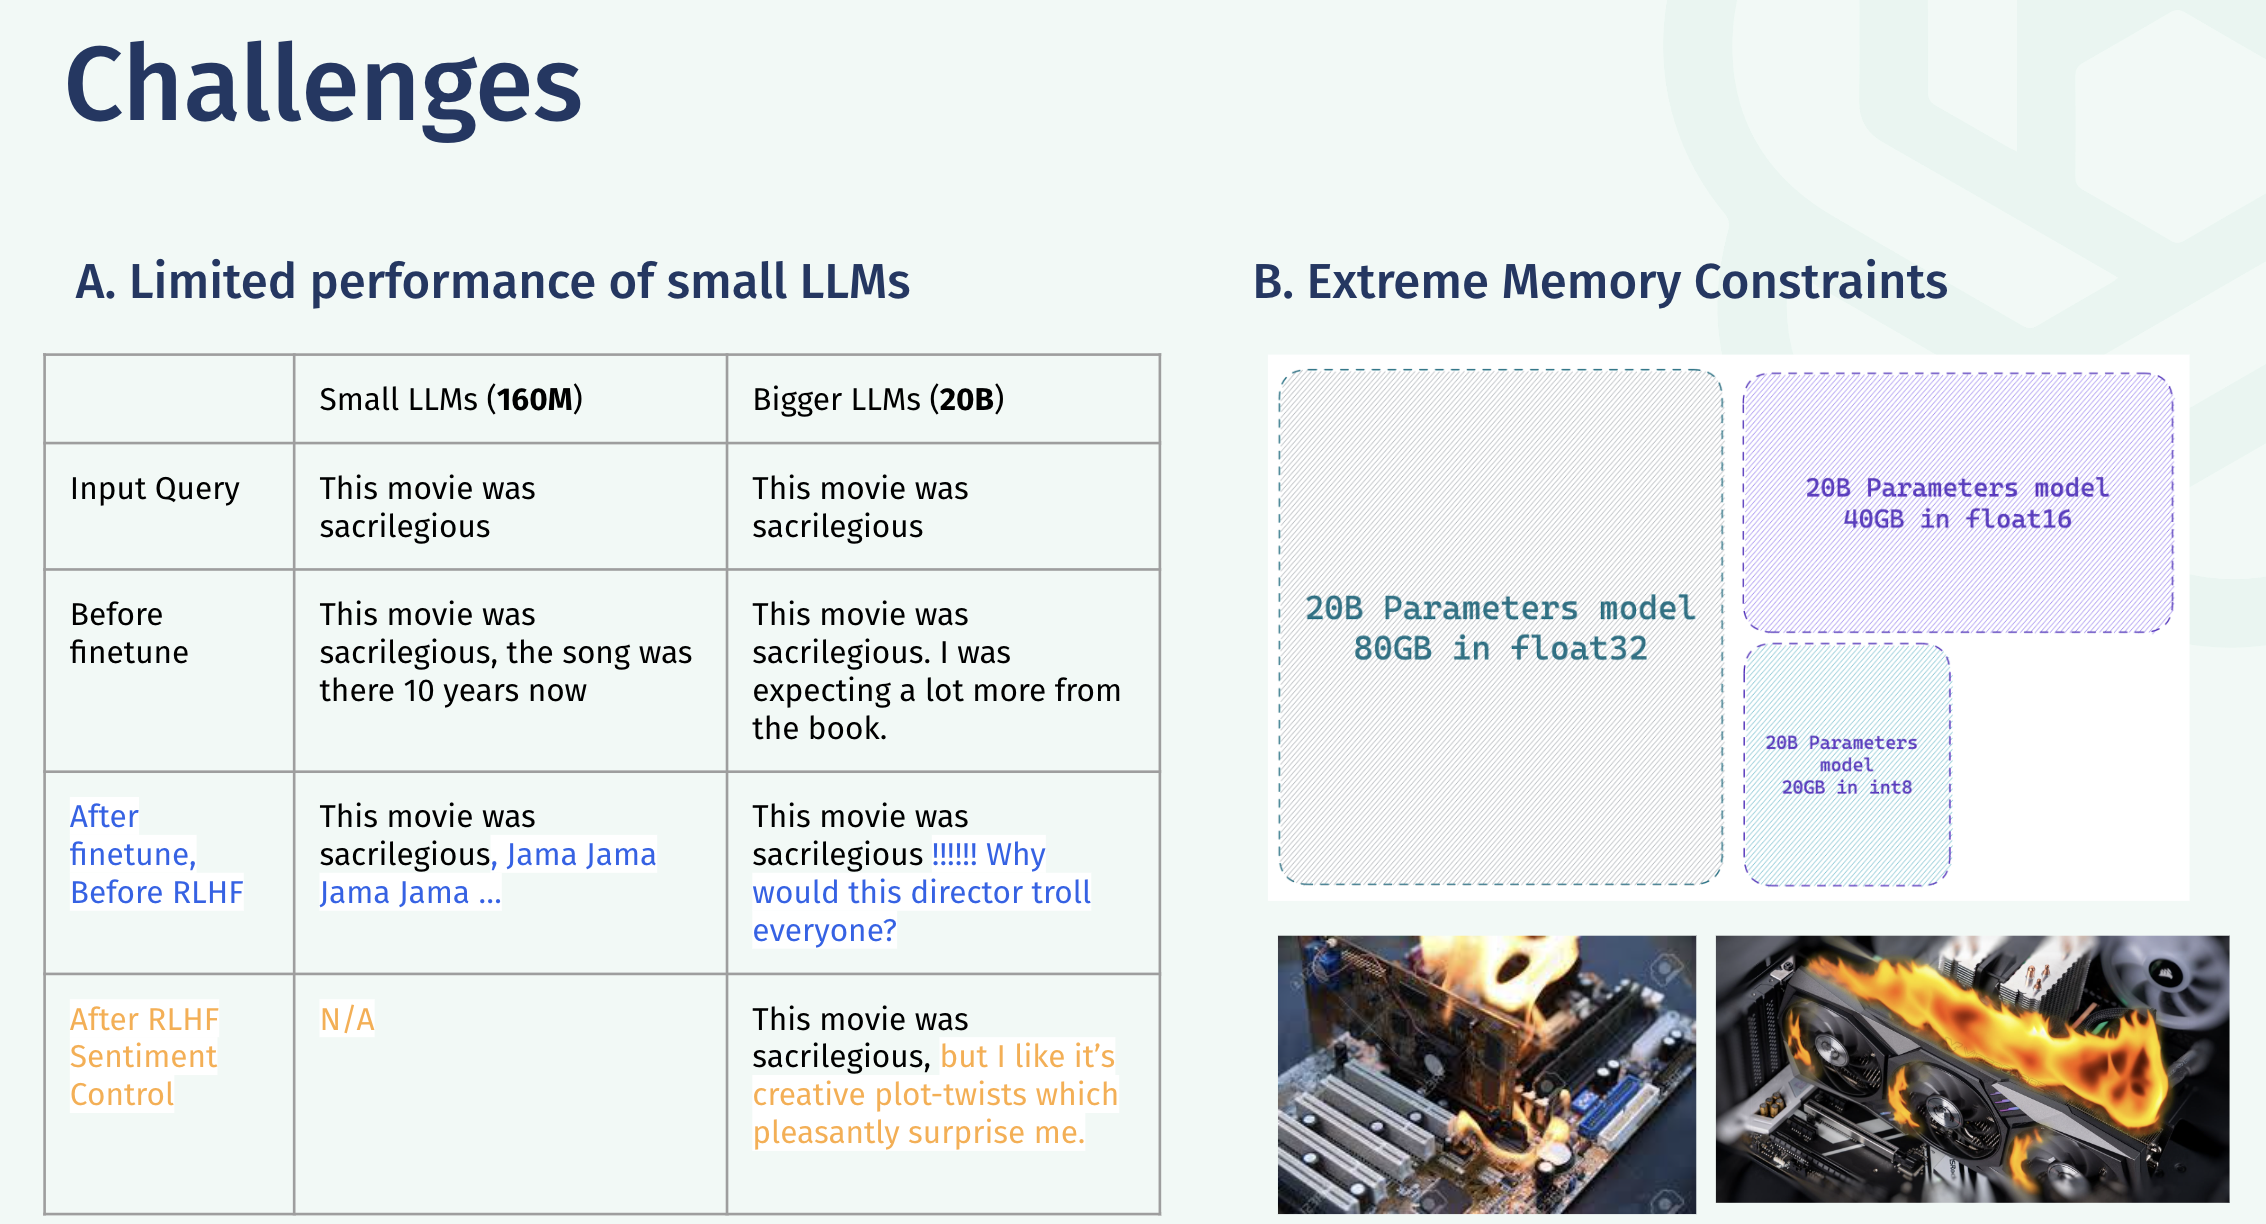 Challenges
A. Limited performance of small LLMs
Small LLMs (160M)
Bigger LLMs (20B)
Input Query
This movie was
sacrilegious
This movie was
sacrilegious
Before
finetune
This movie was
sacrilegious, the song was
there 10 years now
This movie was
sacrilegious. I was
expecting a lot more from
the book.
After
finetune,
Before RLHF
This movie was
sacrilegious, Jama Jama
Jama Jama ...
This movie was
sacrilegious !!!!!! Why
would this director troll
everyone?
After RLHF
Sentiment
Control
N/A
This movie was
sacrilegious, but I like it’s
creative plot-twists which
pleasantly surprise me.
B. Extreme Memory Constraints
20B Parameters model
80GB in float32
20B Parameters model
40GB in float16
20B Parameters
model
20GB in int8